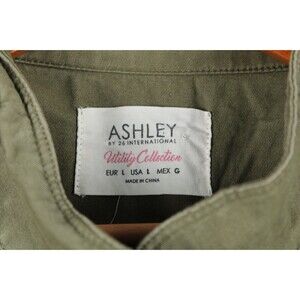 ASHLEY
BY 26 INTERNATIONAL
Utility Collection
EUR L USA L MEX G
MADE IN CHINA